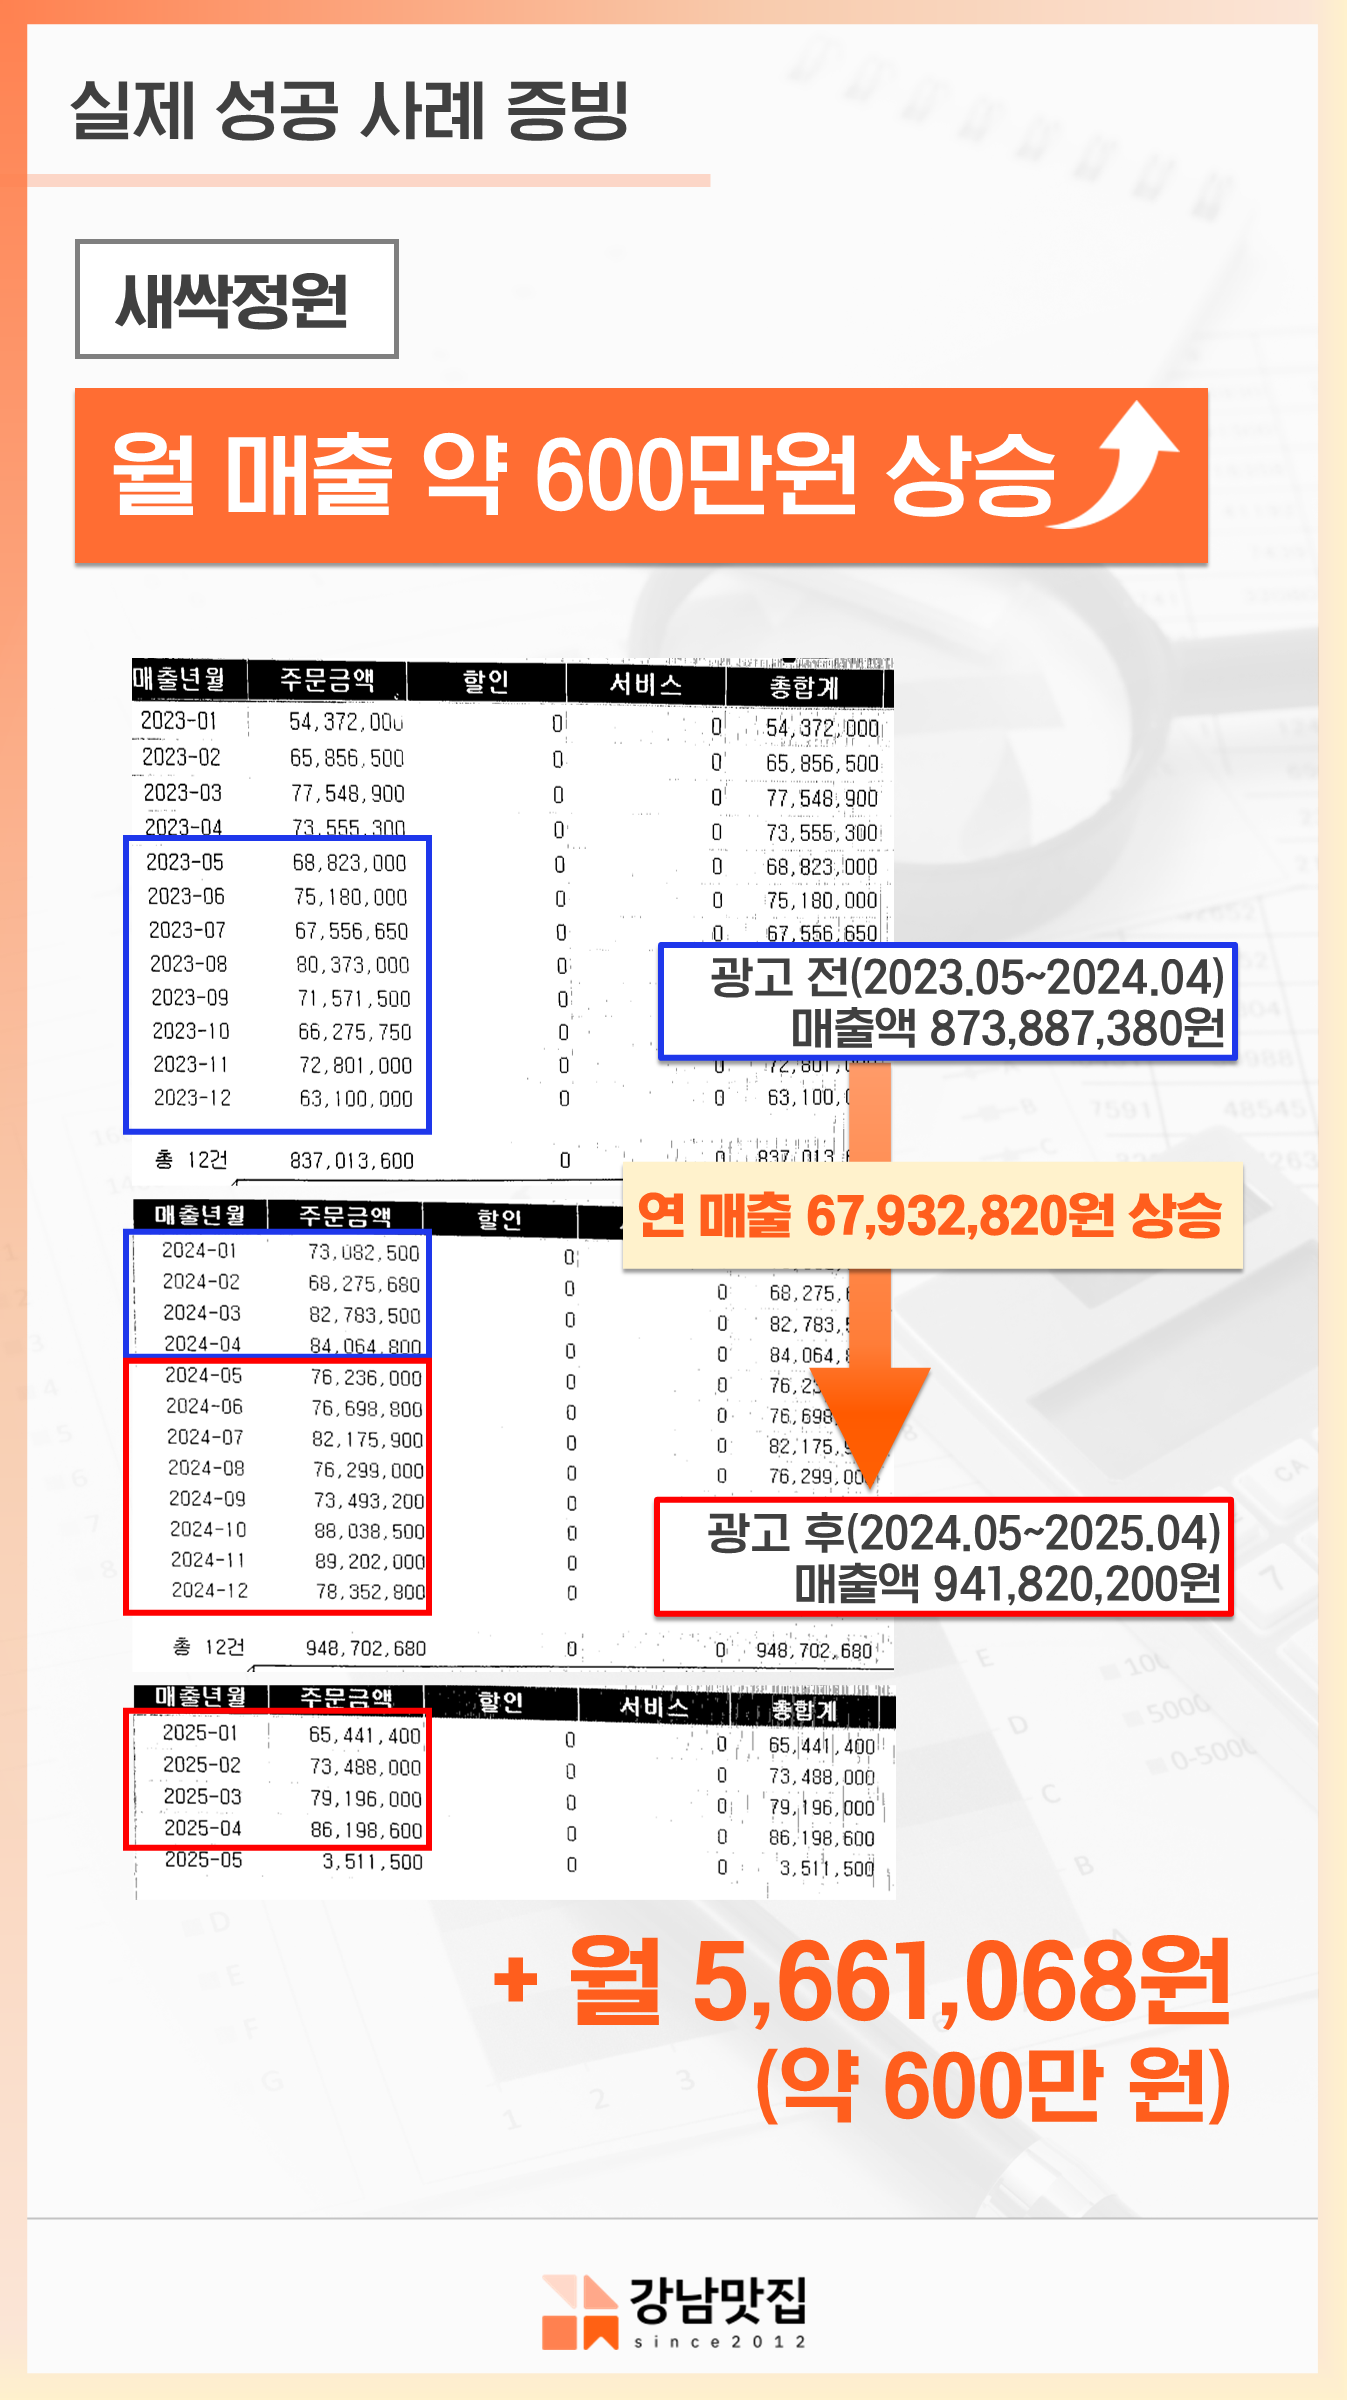 실제 성공 사례 증빙
새싹정원
월 매출 약 600만원 상승
매출년월 주문금액 할인 서비스 총합계
2023-01 54,372,000 0 0 54,372,000
2023-02 65,856,500 0 0 65,856,500
2023-03 77,548,900 0 0 77,548,900
2023-04 73,555,300 0 0 73,555,300
2023-05 68,823,000 0 0 68,823,000
2023-06 75,180,000 0 0 75,180,000
2023-07 67,556,650 0 0 67,556,650
2023-08 80,373,000 0
2023-09 71,571,500 0
2023-10 66,275,750 0
광고 전(2023.05~2024.04)
매출액 873,887,380원
2023-11 72,801,000 0 0 72,801,0
2023-12 63,100,000 0 0 63,100,
총 12건 837,013,600 0 0 837,013,6
매출년월 주문금액 할인
연 매출 67,932,820원 상승
2024-01 73,082,500 0
2024-02 68,275,680 0 0 68,275,6
2024-03 82,783,500 0 0 82,783,5
2024-04 84,064,800 0 0 84,064,8
2024-05 76,236,000 0 0 76,23
2024-06 76,698,800 0 0 76,698,
2024-07 82,175,900 0 0 82,175,9
2024-08 76,299,000 0 0 76,299,00
2024-09 73,493,200 0
2024-10 88,038,500 0
2024-11 89,202,000 0
2024-12 78,352,800 0
광고 후(2024.05~2025.04)
매출액 941,820,200원
총 12건 948,702,680 0 0 948,702,680
매출년월 주문금액 할인 서비스 총합계
2025-01 65,441,400 0 0 65,441,400
2025-02 73,488,000 0 0 73,488,000
2025-03 79,196,000 0 0 79,196,000
2025-04 86,198,600 0 0 86,198,600
2025-05 3,511,500 0 0 3,511,500
+ 월 5,661,068원
(약 600만 원)
강남맛집
since2012